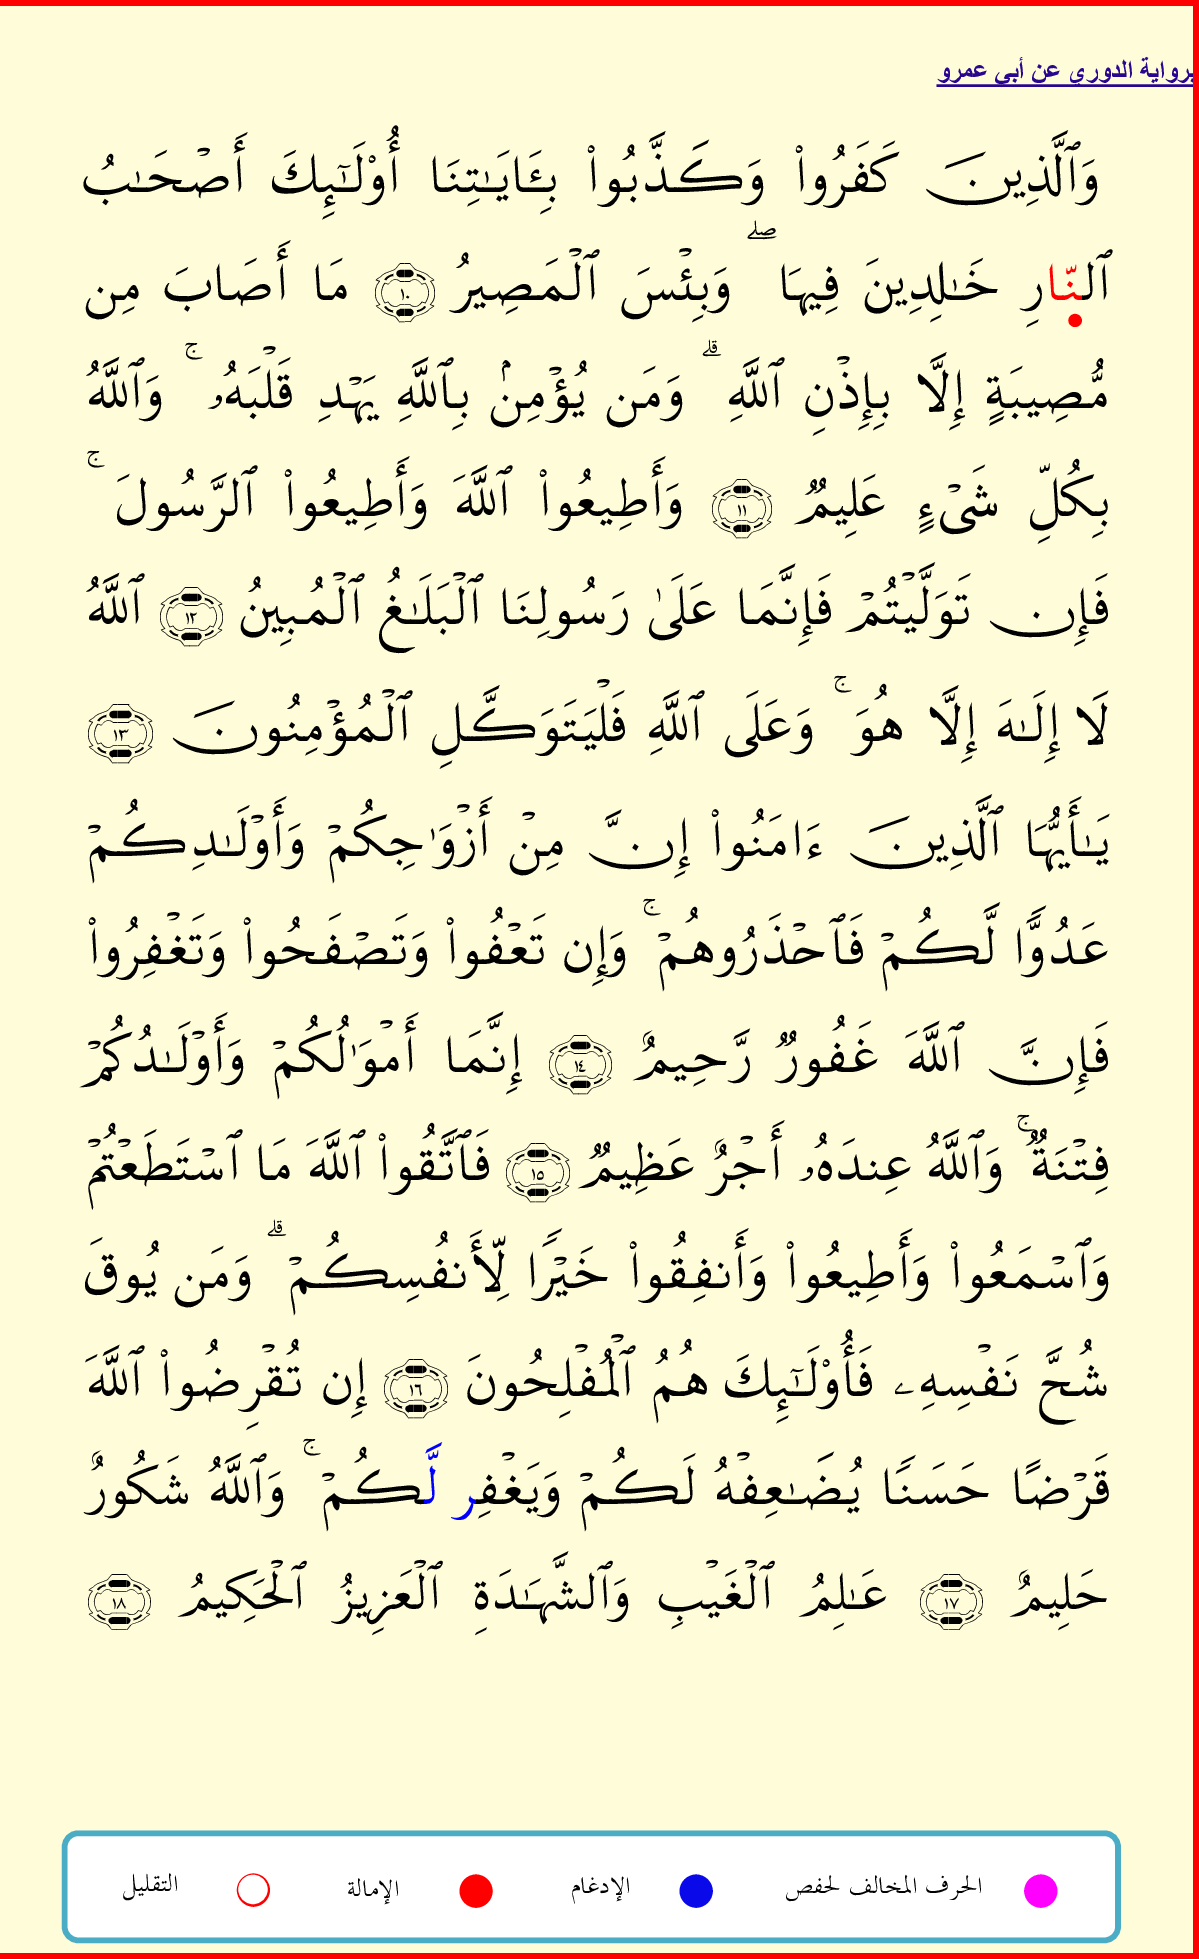 برواية الدوري عن أبي عمرو
وَٱلَّذِينَ كَفَرُواْ وَكَذَّبُواْ بِـَٔايَـٰتِنَا أُوْلَـٰٓئِكَ أَصۡحَـٰبُ
ٱلنّارِ خَـٰلِدِينَ فِيهَا ۖ وَبِئۡسَ ٱلۡمَصِيرُ ١٠ مَا أَصَابَ مِن
مُّصِيبَةٍ إِلَّا بِإِذۡنِ ٱللَّهِ ۗ وَمَن يُؤۡمِنۢ بِٱللَّهِ يَهۡدِ قَلۡبَهُۥ ۚ وَٱللَّهُ
بِكُلِّ شَىۡءٍ عَلِيمٌ ١١ وَأَطِيعُواْ ٱللَّهَ وَأَطِيعُواْ ٱلرَّسُولَ ۚ
فَإِن تَوَلَّيۡتُمۡ فَإِنَّمَا عَلَىٰ رَسُولِنَا ٱلۡبَلَـٰغُ ٱلۡمُبِينُ ١٢ ٱللَّهُ
لَا إِلَـٰهَ إِلَّا هُوَ ۚ وَعَلَى ٱللَّهِ فَلۡيَتَوَكَّلِ ٱلۡمُؤۡمِنُونَ ١٣
يَـٰأَيُّهَا ٱلَّذِينَ ءَامَنُواْ إِنَّ مِنۡ أَزۡوَٰجِكُمۡ وَأَوۡلَـٰدِكُمۡ
عَدُوًّا لَّكُمۡ فَٱحۡذَرُوهُمۡ ۚ وَإِن تَعۡفُواْ وَتَصۡفَحُواْ وَتَغۡفِرُواْ
فَإِنَّ ٱللَّهَ غَفُورٌ رَّحِيمٌ ١٤ إِنَّمَا أَمۡوَٰلُكُمۡ وَأَوۡلَـٰدُكُمۡ
فِتۡنَةٌ ۚ وَٱللَّهُ عِندَهُۥ أَجۡرٌ عَظِيمٌ ١٥ فَٱتَّقُواْ ٱللَّهَ مَا ٱسۡتَطَعۡتُمۡ
وَٱسۡمَعُواْ وَأَطِيعُواْ وَأَنفِقُواْ خَيۡرًا لِّأَنفُسِكُمۡ ۗ وَمَن يُوقَ
شُحَّ نَفۡسِهِۦ فَأُوْلَـٰٓئِكَ هُمُ ٱلۡمُفۡلِحُونَ ١٦ إِن تُقۡرِضُواْ ٱللَّهَ
قَرۡضًا حَسَنًا يُضَـٰعِفۡهُ لَكُمۡ وَيَغۡفِر لَّكُمۡ ۚ وَٱللَّهُ شَكُورٌ
حَلِيمٌ ١٧ عَـٰلِمُ ٱلۡغَيۡبِ وَٱلشَّهَـٰدَةِ ٱلۡعَزِيزُ ٱلۡحَكِيمُ ١٨
الحرف المخالف لحفص الإدغام الإمالة التقليل